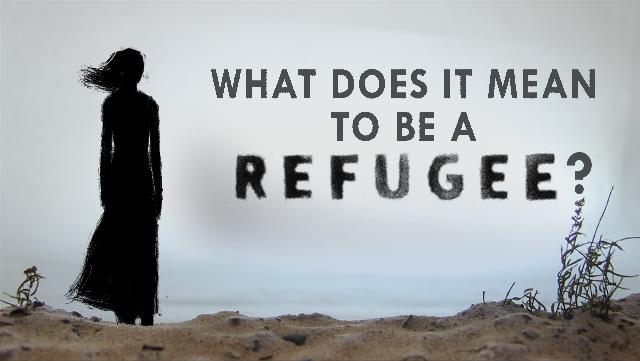 WHAT DOES IT MEAN
TO BE A
REFUGEE?